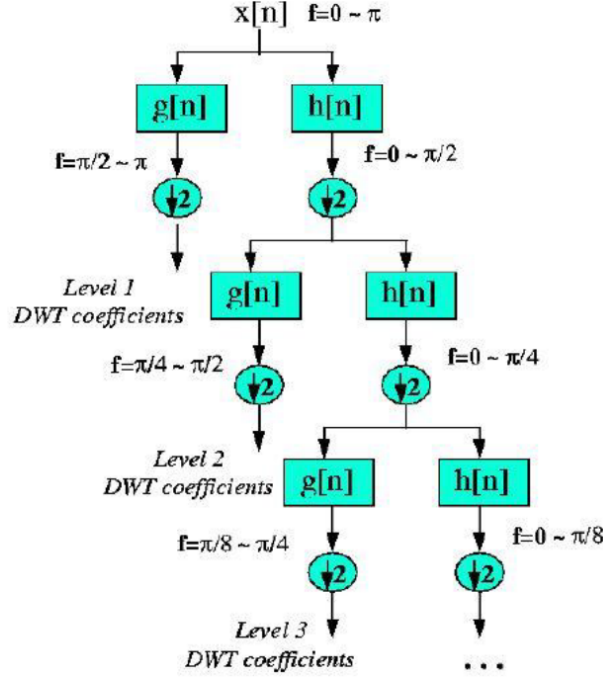 x[n] f=0 ~ π
g[n] h[n]
f=π/2 ~ π f=0 ~ π/2
↓2 ↓2
Level 1
DWT coefficients
g[n] h[n]
f=π/4 ~ π/2 f=0 ~ π/4
↓2 ↓2
Level 2
DWT coefficients
g[n] h[n]
f=π/8 ~ π/4 f=0 ~ π/8
↓2 ↓2
Level 3
DWT coefficients
...